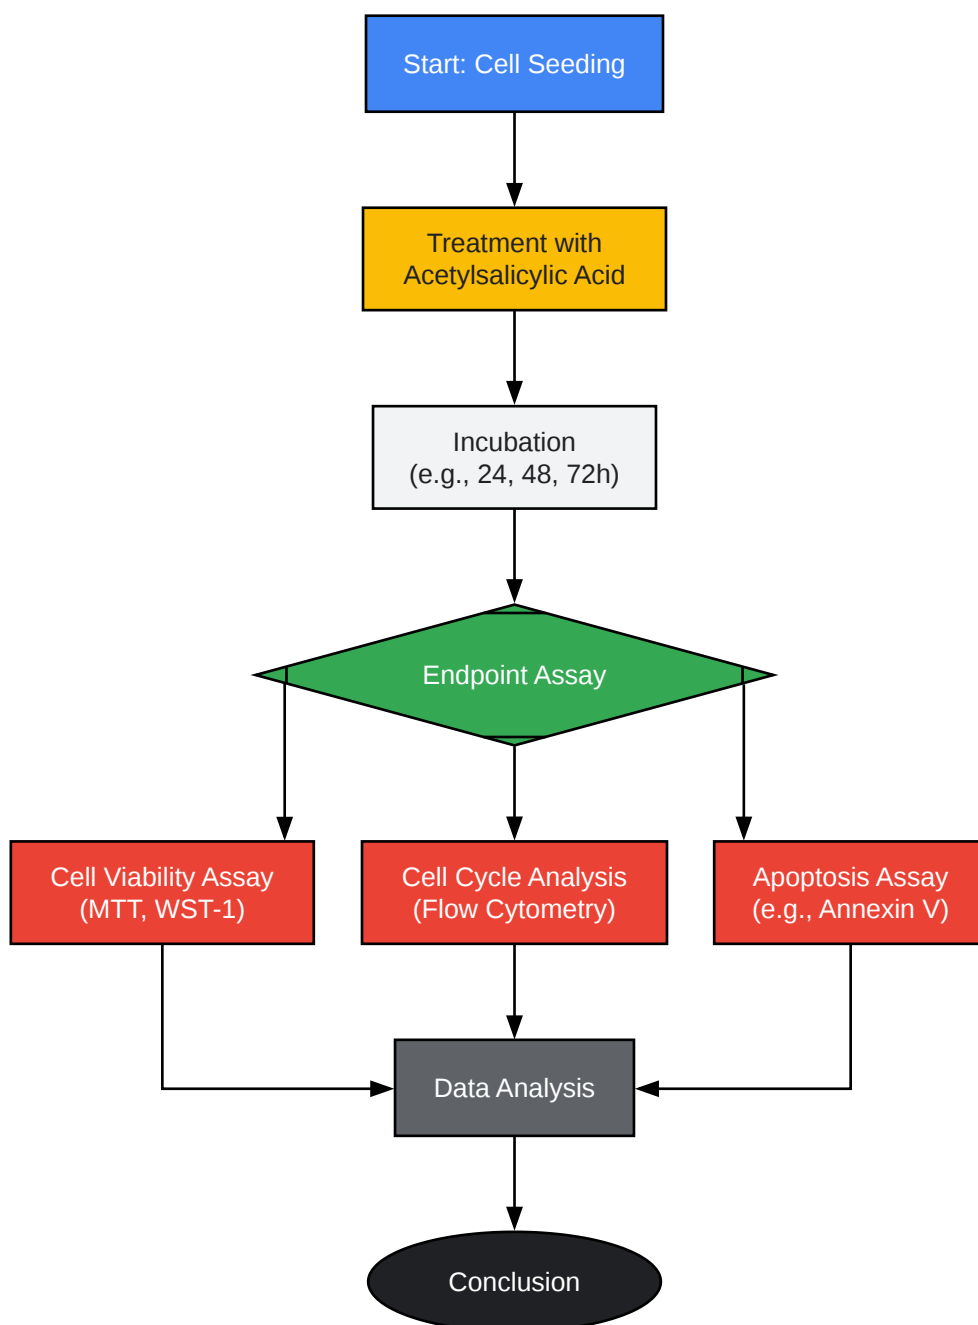 Start: Cell Seeding
Treatment with
Acetylsalicylic Acid
Incubation
(e.g., 24, 48, 72h)
Endpoint Assay
Cell Viability Assay
(MTT, WST-1)
Cell Cycle Analysis
(Flow Cytometry)
Apoptosis Assay
(e.g., Annexin V)
Data Analysis
Conclusion